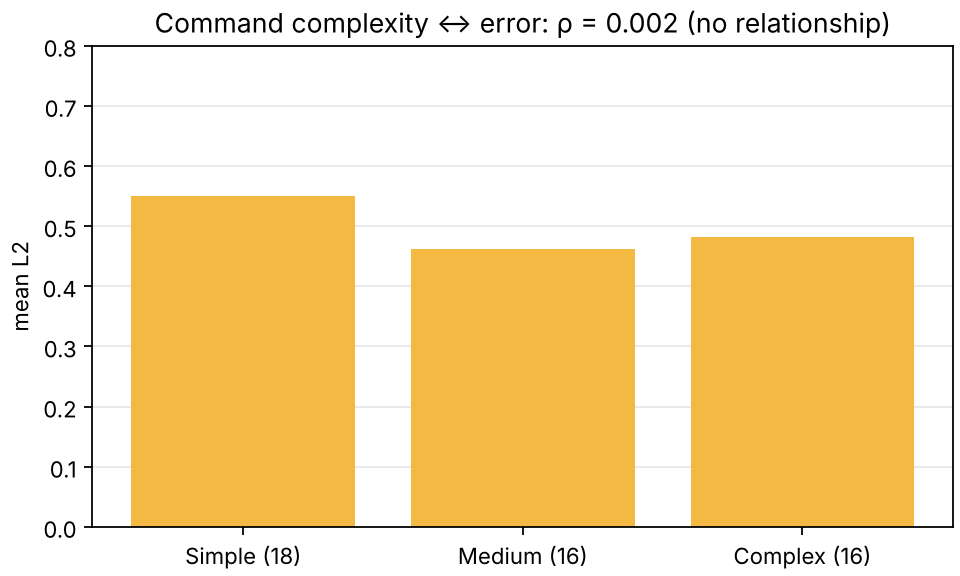 Command complexity ↔ error: ρ = 0.002 (no relationship)
0.8
0.7
0.6
0.5
0.4
0.3
0.2
0.1
0.0
mean L2
Simple (18)
Medium (16)
Complex (16)